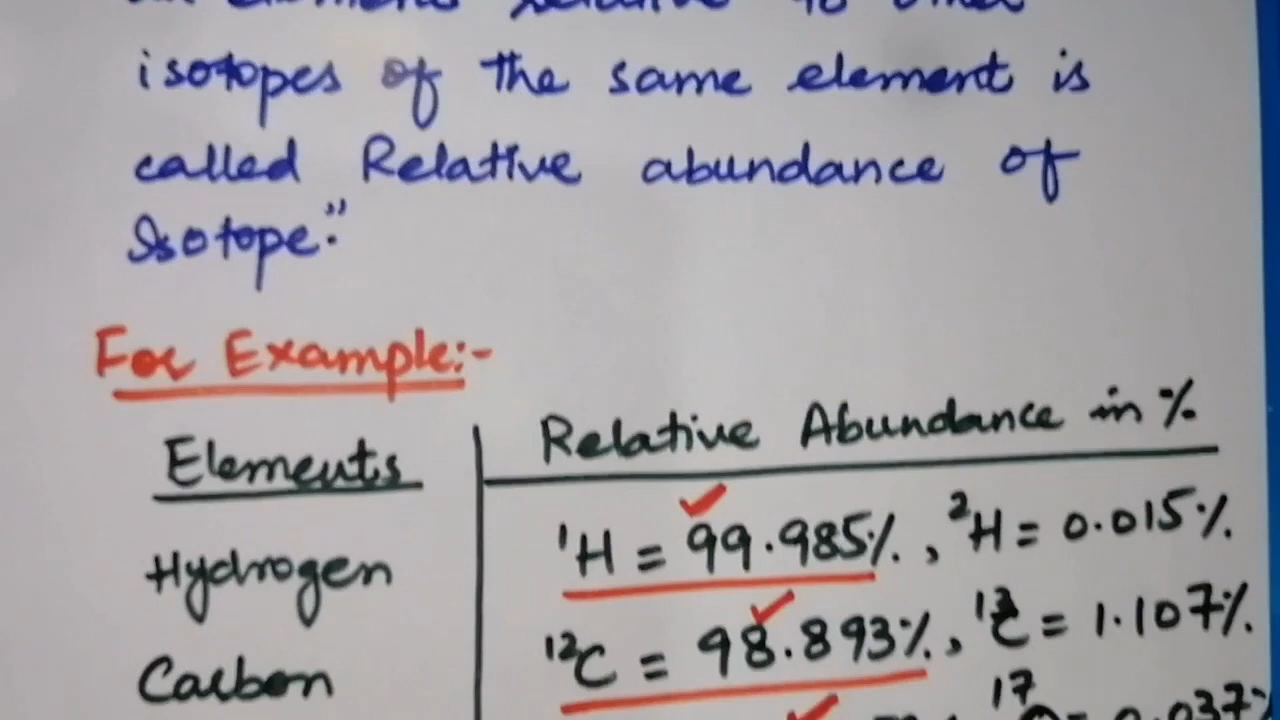 isotopes of the same element is
called Relative abundance of
Isotope."
For Example:-
Elements
Relative Abundance in %
Hydrogen
¹H = 99.985%, ²H = 0.015%
Carbon
¹²C = 98.893%, ¹³C = 1.107%
17